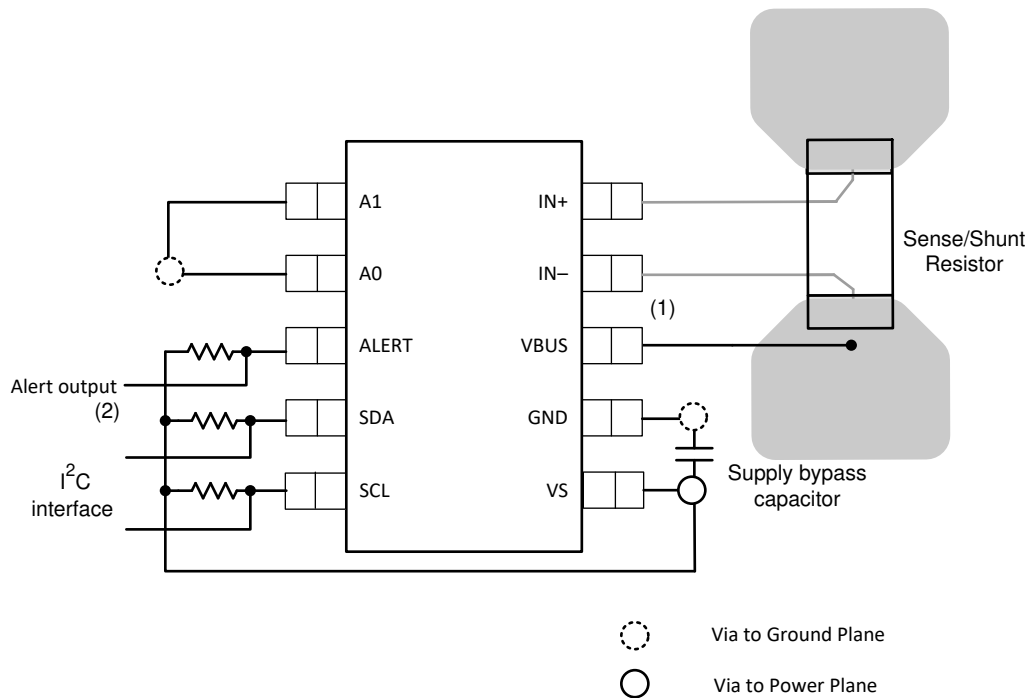 A1
A0
ALERT
SDA
SCL
IN+
IN–
VBUS
GND
VS
(1)
Alert output
(2)
I²C
interface
Sense/Shunt
Resistor
Supply bypass
capacitor
Via to Ground Plane
Via to Power Plane